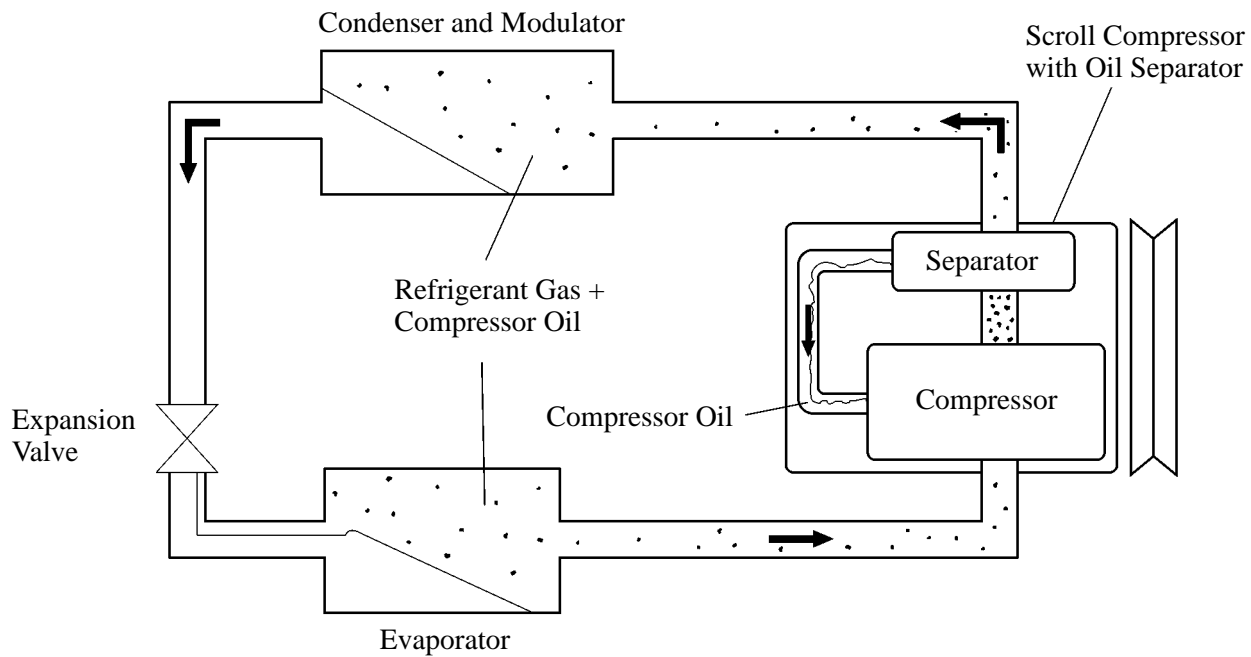 Condenser and Modulator
Scroll Compressor
with Oil Separator
Separator
Refrigerant Gas +
Compressor Oil
Compressor
Compressor Oil
Expansion
Valve
Evaporator